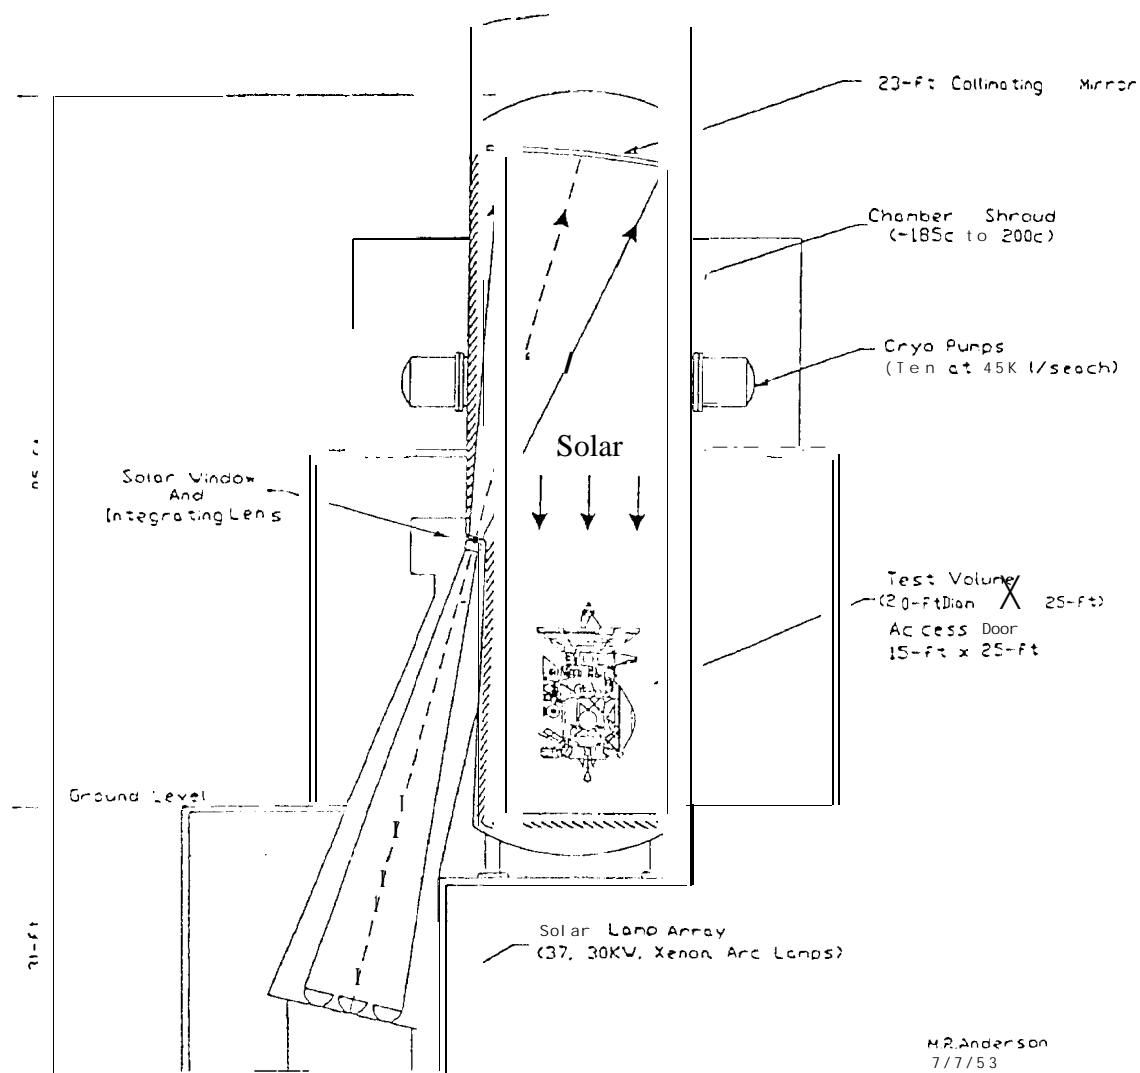 23-ft Collimating Mirror
Chamber Shroud
(-185c to 200c)
Cryo Pumps
(Ten at 45K l/seach)
Solar
Solar Window
And
Integrating Lens
Test Volume
(20-ftDiam X 25-ft)
Access Door
15-ft x 25-ft
Ground Level
Solar Lamp Array
(37, 30KW, Xenon Arc Lamps)
M.R.Anderson
7/7/53